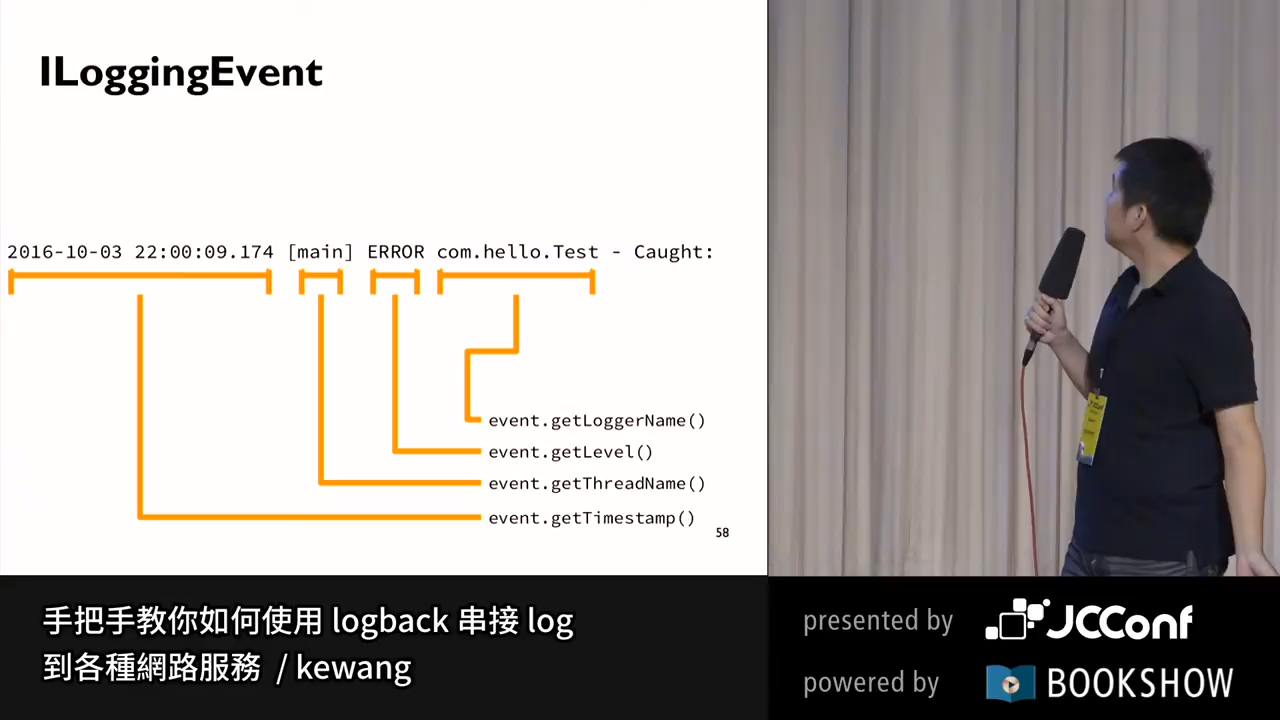 ILoggingEvent
2016-10-03 22:00:09.174 [main] ERROR com.hello.Test - Caught:
event.getLoggerName()
event.getLevel()
event.getThreadName()
event.getTimestamp()
58
手把手教你如何使用 logback 串接 log
到各種網路服務 / kewang
presented by JCConf
powered by BOOKSHOW